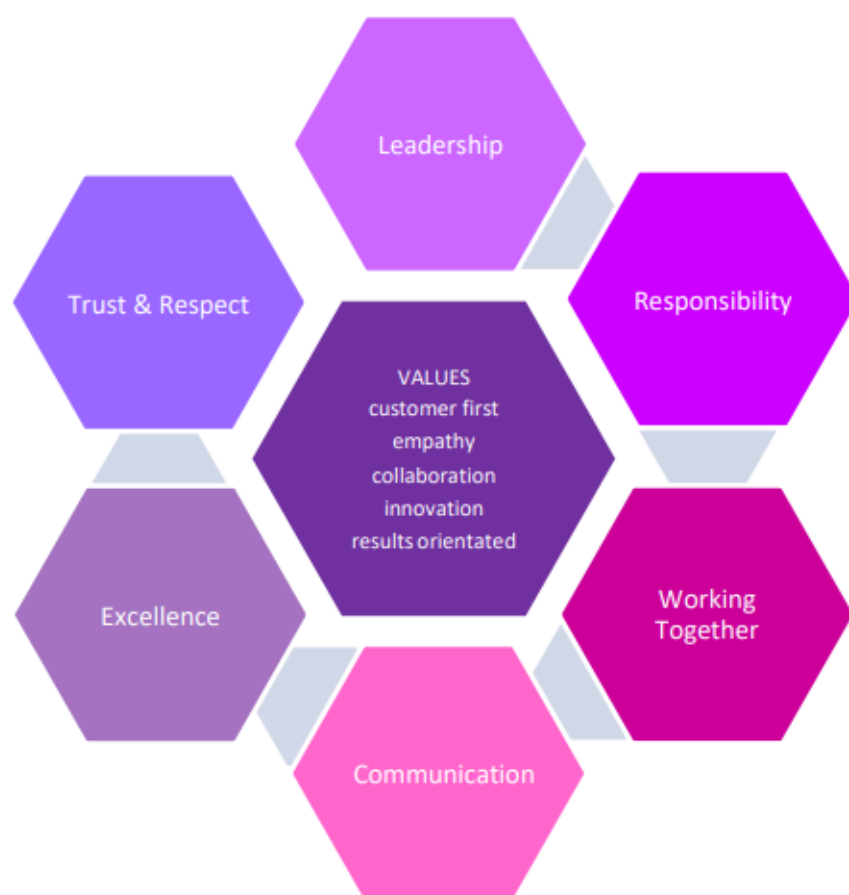 Leadership
Trust & Respect
Responsibility
VALUES
customer first
empathy
collaboration
innovation
results orientated
Excellence
Working
Together
Communication